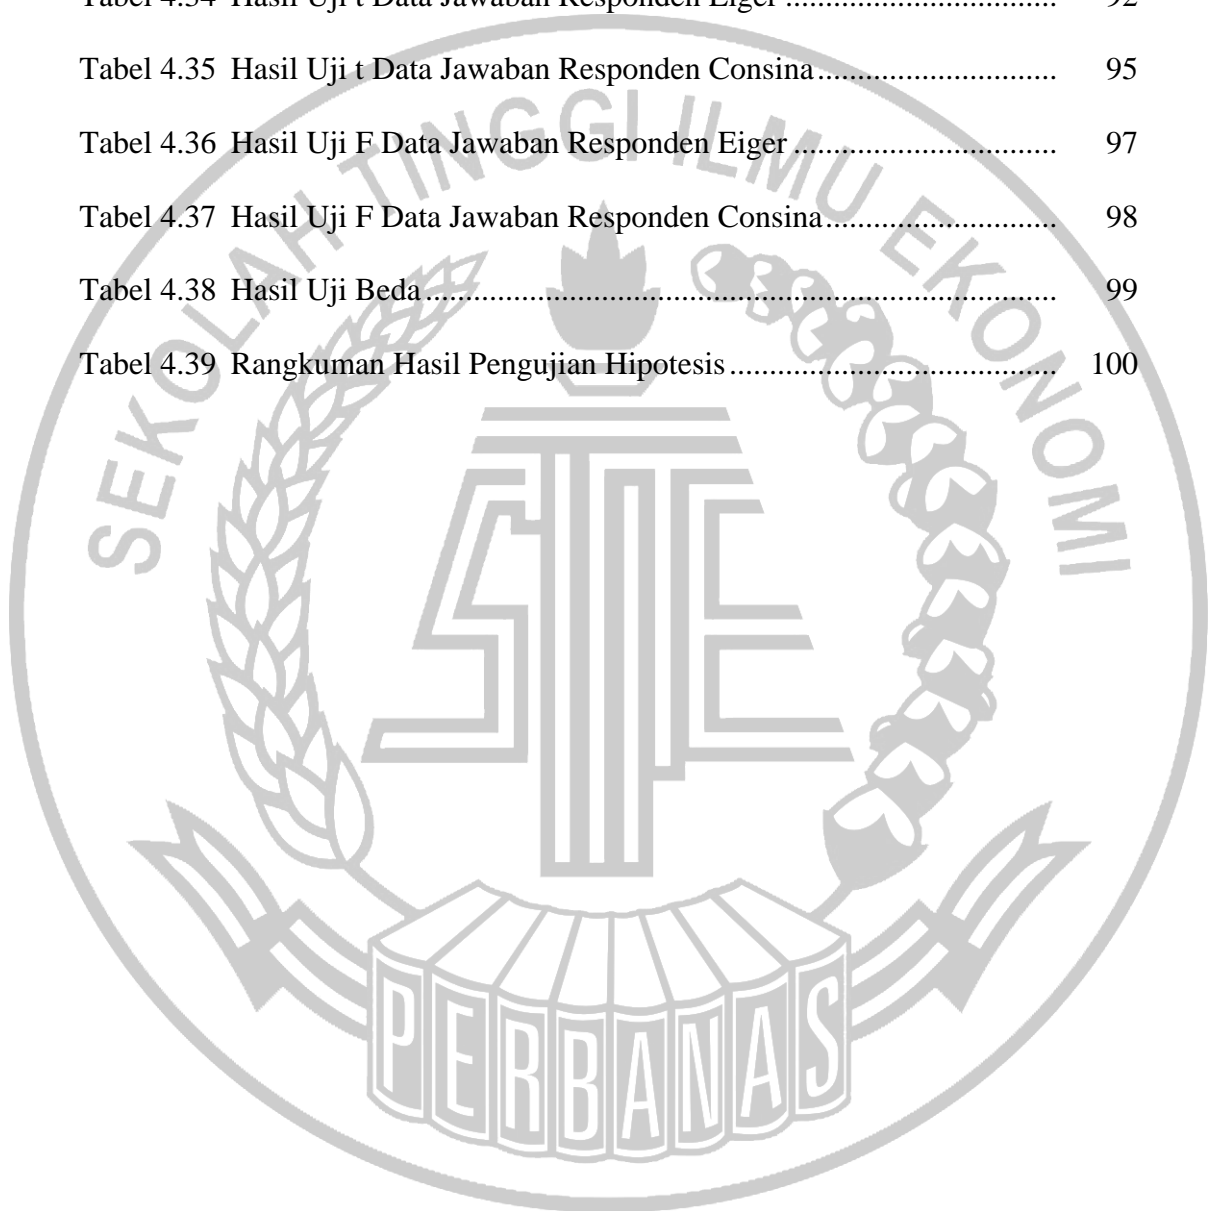 Tabel 4.34 Hasil Uji t Data Jawaban Responden Eiger ................................. 92
Tabel 4.35 Hasil Uji t Data Jawaban Responden Consina ............................. 95
Tabel 4.36 Hasil Uji F Data Jawaban Responden Eiger ................................ 97
Tabel 4.37 Hasil Uji F Data Jawaban Responden Consina ............................ 98
Tabel 4.38 Hasil Uji Beda ............................................................................ 99
Tabel 4.39 Rangkuman Hasil Pengujian Hipotesis ........................................ 100
SEKOLAH TINGGI ILMU EKONOMI
STIE
PERBANAS